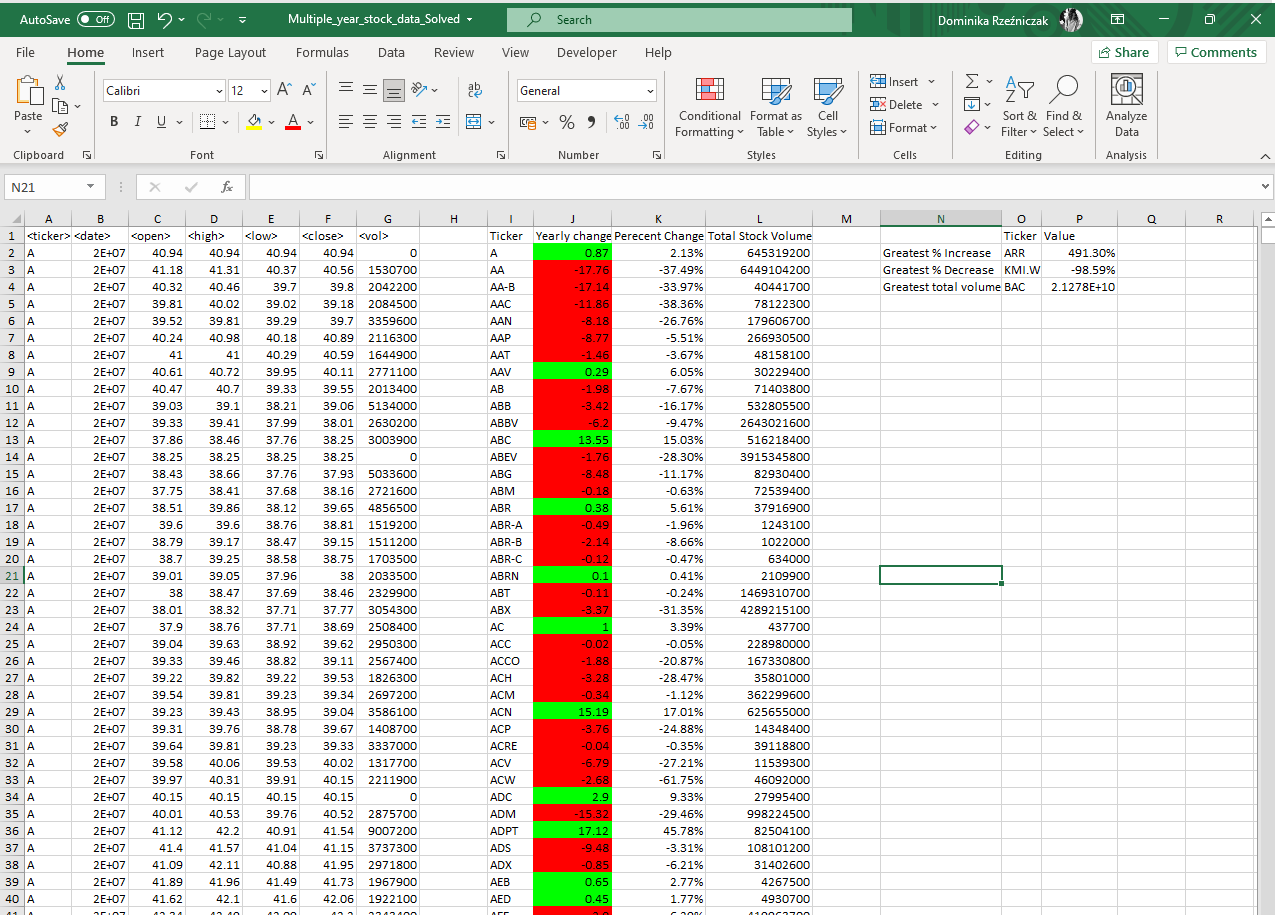 AutoSave Off Multiple_year_stock_data_Solved Search Dominika Rzeźniczak
File Home Insert Page Layout Formulas Data Review View Developer Help Share Comments
Calibri 12 General Insert
Paste Conditional Format as Cell Delete Sort & Find & Analyze
B I U Formatting Table Styles Format Filter Select Data
Clipboard Font Alignment Number Styles Cells Editing Analysis
N21 fx
A B C D E F G H I J K L M N O P Q R
1 <ticker> <date> <open> <high> <low> <close> <vol> Ticker Yearly change Perecent Change Total Stock Volume Ticker Value
2 A 2E+07 40.94 40.94 40.94 40.94 0 A 0.87 2.13% 645319200 Greatest % Increase ARR 491.30%
3 A 2E+07 41.18 41.31 40.37 40.56 1530700 AA -17.76 -37.49% 6449104200 Greatest % Decrease KMI.W -98.59%
4 A 2E+07 40.32 40.46 39.7 39.8 2042200 AA-B -17.14 -33.97% 40441700 Greatest total volume BAC 2.1278E+10
5 A 2E+07 39.81 40.02 39.02 39.18 2084500 AAC -11.86 -38.36% 78122300
6 A 2E+07 39.52 39.81 39.29 39.7 3359600 AAN -8.18 -26.76% 179606700
7 A 2E+07 40.24 40.98 40.18 40.89 2116300 AAP -8.77 -5.51% 266930500
8 A 2E+07 41 41 40.29 40.59 1644900 AAT -1.46 -3.67% 48158100
9 A 2E+07 40.61 40.72 39.95 40.11 2771100 AAV 0.29 6.05% 30229400
10 A 2E+07 40.47 40.7 39.33 39.55 2013400 AB -1.98 -7.67% 71403800
11 A 2E+07 39.03 39.1 38.21 39.06 5134000 ABB -3.42 -16.17% 532805500
12 A 2E+07 39.33 39.41 37.99 38.01 2630200 ABBV -6.2 -9.47% 2643021600
13 A 2E+07 37.86 38.46 37.76 38.25 3003900 ABC 13.55 15.03% 516218400
14 A 2E+07 38.25 38.25 38.25 38.25 0 ABEV -1.76 -28.30% 3915345800
15 A 2E+07 38.43 38.66 37.76 37.93 5033600 ABG -8.48 -11.17% 82930400
16 A 2E+07 37.75 38.41 37.68 38.16 2721600 ABM -0.18 -0.63% 72539400
17 A 2E+07 38.51 39.86 38.12 39.65 4856500 ABR 0.38 5.61% 37916900
18 A 2E+07 39.6 39.6 38.76 38.81 1519200 ABR-A -0.49 -1.96% 1243100
19 A 2E+07 38.79 39.17 38.47 39.15 1511200 ABR-B -2.14 -8.66% 1022000
20 A 2E+07 38.7 39.25 38.58 38.75 1703500 ABR-C -0.12 -0.47% 634000
21 A 2E+07 39.01 39.05 37.96 38 2033500 ABRN 0.1 0.41% 2109900
22 A 2E+07 38 38.47 37.69 38.46 2329900 ABT -0.11 -0.24% 1469310700
23 A 2E+07 38.01 38.32 37.71 37.77 3054300 ABX -3.37 -31.35% 4289215100
24 A 2E+07 37.9 38.76 37.71 38.69 2508400 AC 1 3.39% 437700
25 A 2E+07 39.04 39.63 38.92 39.62 2950300 ACC -0.02 -0.05% 228980000
26 A 2E+07 39.33 39.46 38.82 39.11 2567400 ACCO -1.88 -20.87% 167330800
27 A 2E+07 39.22 39.82 39.22 39.53 1826300 ACH -3.28 -28.47% 35801000
28 A 2E+07 39.54 39.81 39.23 39.34 2697200 ACM -0.34 -1.12% 362299600
29 A 2E+07 39.23 39.43 38.95 39.04 3586100 ACN 15.19 17.01% 625655000
30 A 2E+07 39.31 39.76 38.78 39.67 1408700 ACP -3.76 -24.88% 14348400
31 A 2E+07 39.64 39.81 39.23 39.33 3337000 ACRE -0.04 -0.35% 39118800
32 A 2E+07 39.58 40.06 39.53 40.02 1317700 ACV -6.79 -27.21% 11539300
33 A 2E+07 39.97 40.31 39.91 40.15 2211900 ACW -2.68 -61.75% 46092000
34 A 2E+07 40.15 40.15 40.15 40.15 0 ADC 2.9 9.33% 27995400
35 A 2E+07 40.01 40.53 39.76 40.52 2875700 ADM -15.32 -29.46% 998224500
36 A 2E+07 41.12 42.2 40.91 41.54 9007200 ADPT 17.12 45.78% 82504100
37 A 2E+07 41.4 41.57 41.04 41.15 3737300 ADS -9.48 -3.31% 108101200
38 A 2E+07 41.09 42.11 40.88 41.95 2971800 ADX -0.85 -6.21% 31402600
39 A 2E+07 41.89 41.96 41.49 41.73 1967900 AEB 0.65 2.77% 4267500
40 A 2E+07 41.62 42.1 41.6 42.06 1922100 AED 0.45 1.77% 4930700